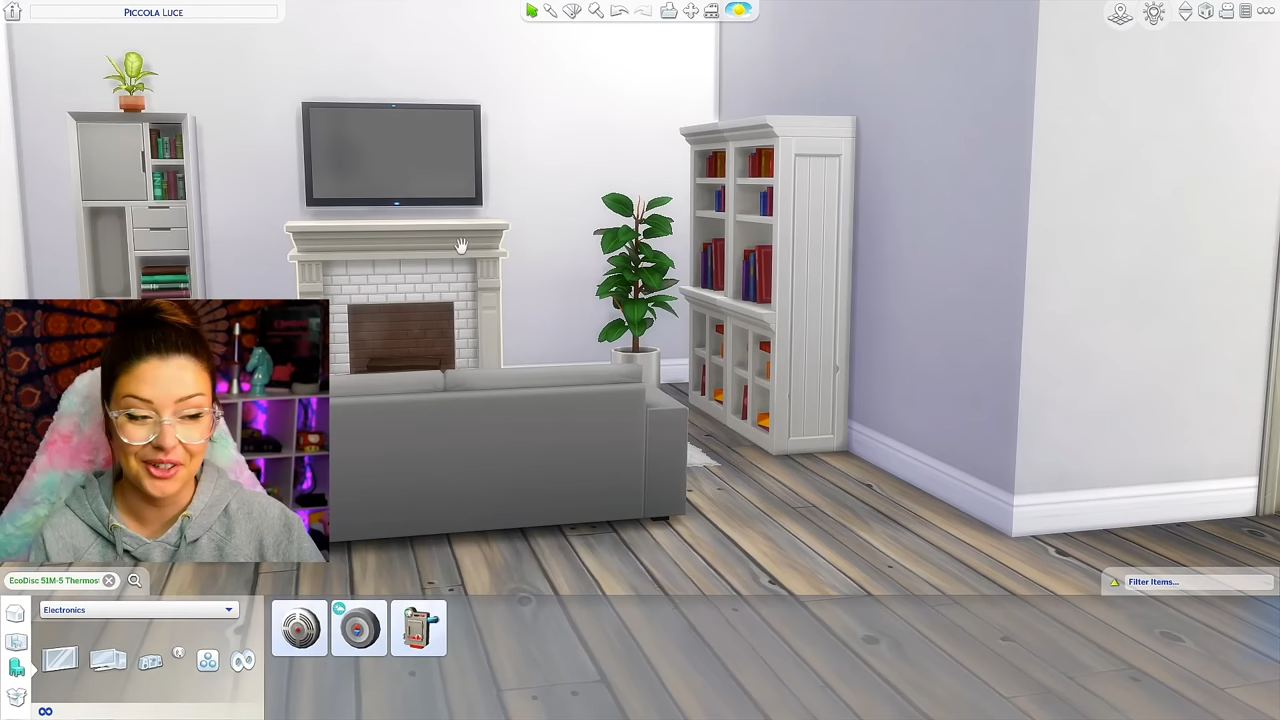 PICCOLA LUCE
EcoDisc 51M-5 Thermos
Filter Items...
Electronics